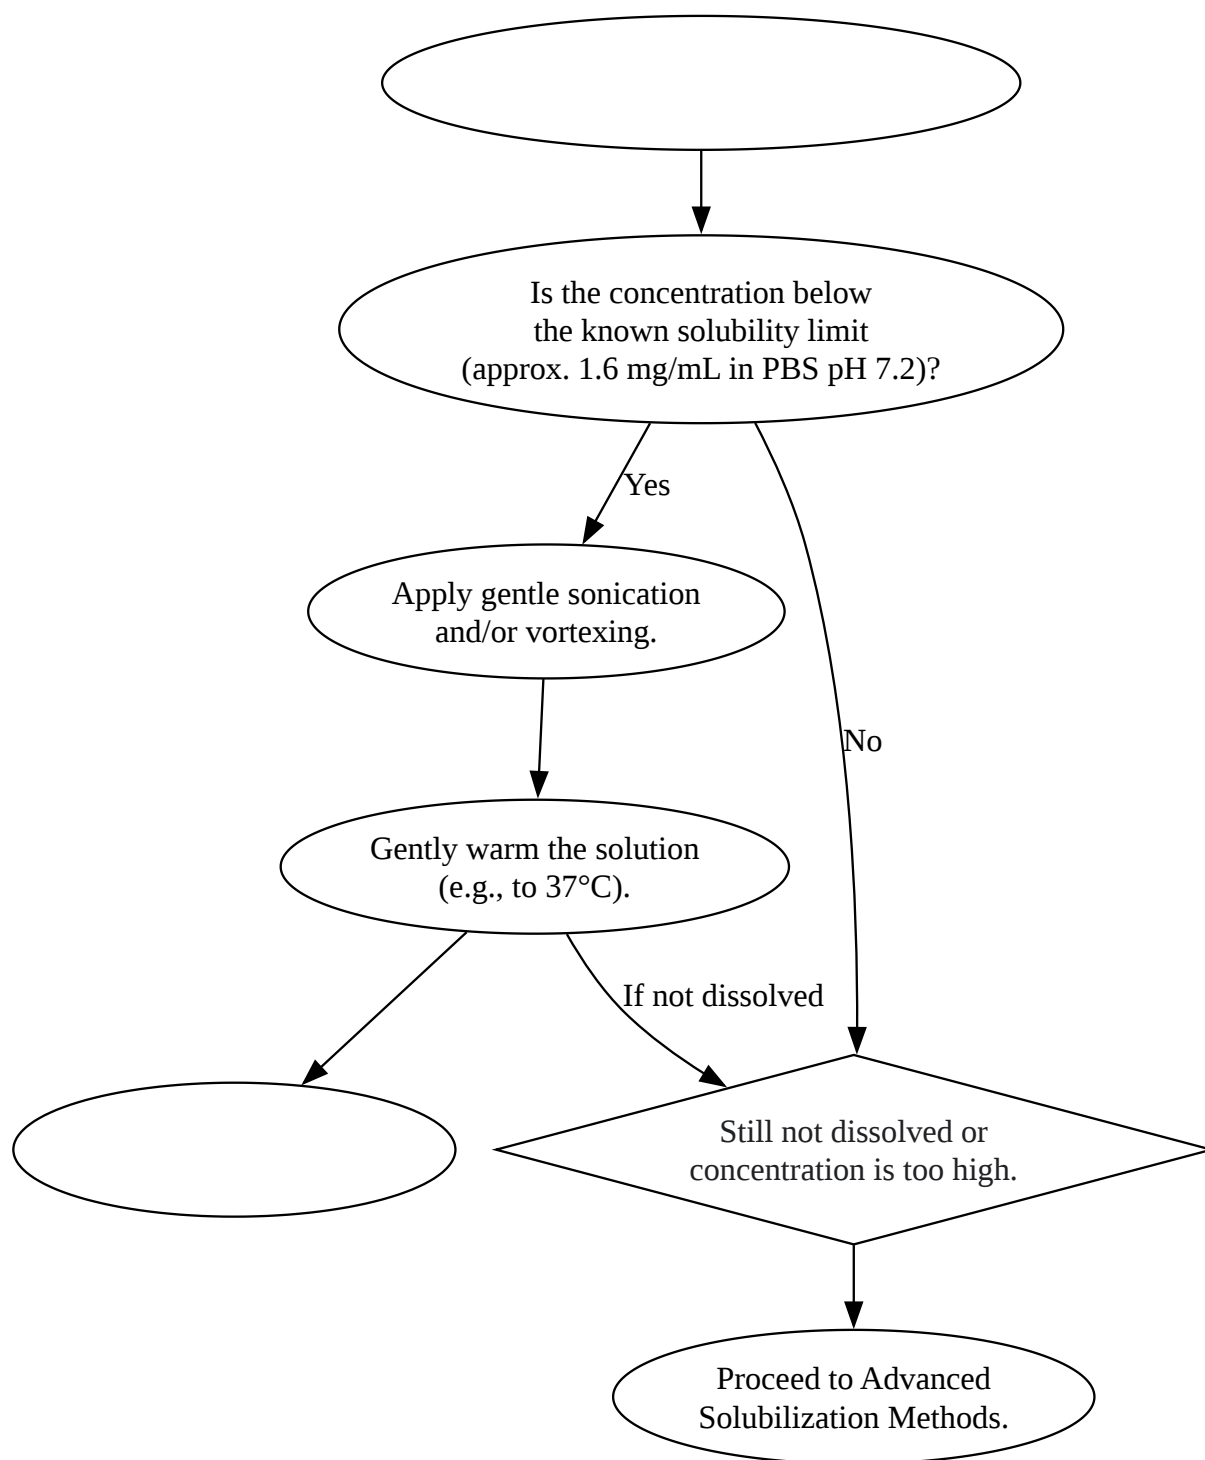 Is the concentration below
the known solubility limit
(approx. 1.6 mg/mL in PBS pH 7.2)?
Yes
Apply gentle sonication
and/or vortexing.
No
Gently warm the solution
(e.g., to 37°C).
If not dissolved
Still not dissolved or
concentration is too high.
Proceed to Advanced
Solubilization Methods.